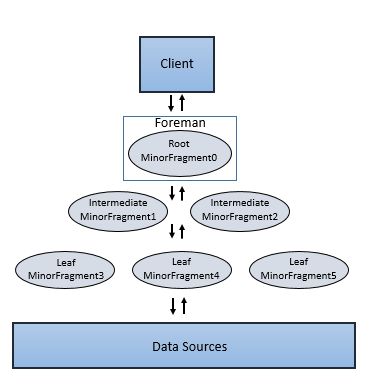 Client
Foreman
Root
MinorFragment0
Intermediate
MinorFragment1
Intermediate
MinorFragment2
Leaf
MinorFragment3
Leaf
MinorFragment4
Leaf
MinorFragment5
Data Sources